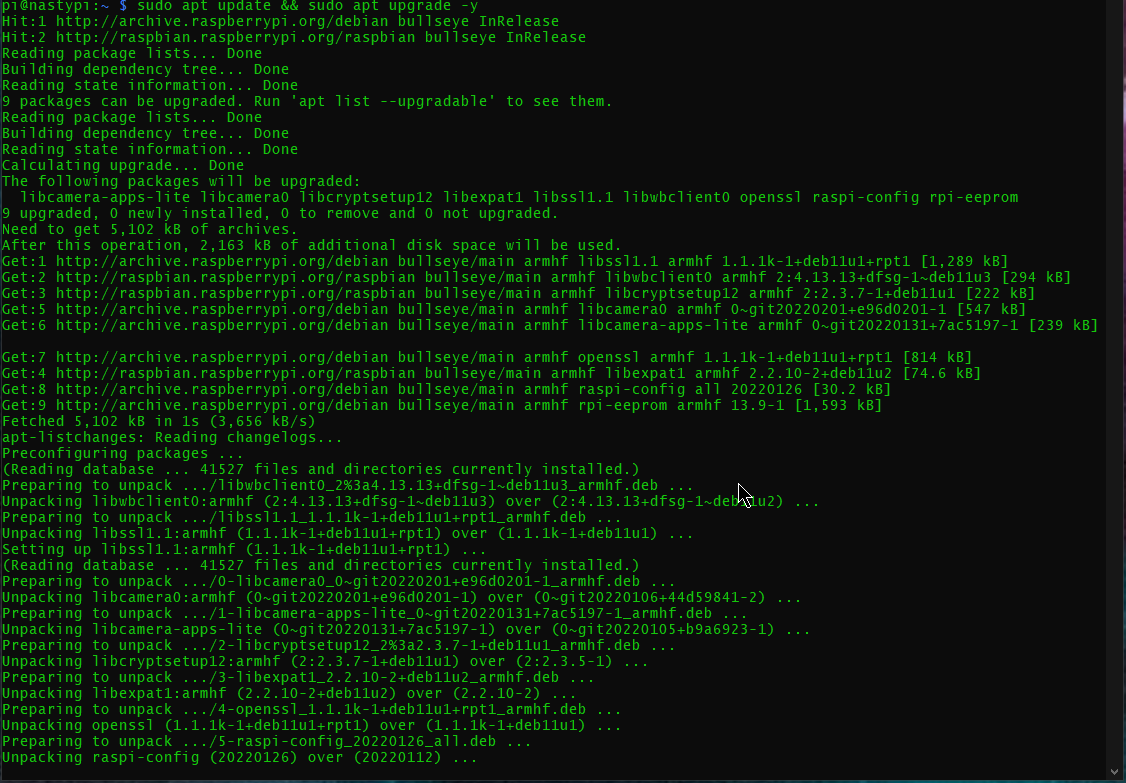 pi@nastypi:~ $ sudo apt update && sudo apt upgrade -y
Hit:1 http://archive.raspberrypi.org/debian bullseye InRelease
Hit:2 http://raspbian.raspberrypi.org/raspbian bullseye InRelease
Reading package lists... Done
Building dependency tree... Done
Reading state information... Done
9 packages can be upgraded. Run 'apt list --upgradable' to see them.
Reading package lists... Done
Building dependency tree... Done
Reading state information... Done
Calculating upgrade... Done
The following packages will be upgraded:
  libcamera-apps-lite libcamera0 libcryptsetup12 libexpat1 libssl1.1 libwbclient0 openssl raspi-config rpi-eeprom
9 upgraded, 0 newly installed, 0 to remove and 0 not upgraded.
Need to get 5,102 kB of archives.
After this operation, 2,163 kB of additional disk space will be used.
Get:1 http://archive.raspberrypi.org/debian bullseye/main armhf libssl1.1 armhf 1.1.1k-1+deb11u1+rpt1 [1,289 kB]
Get:2 http://raspbian.raspberrypi.org/raspbian bullseye/main armhf libwbclient0 armhf 2:4.13.13+dfsg-1~deb11u3 [294 kB]
Get:3 http://raspbian.raspberrypi.org/raspbian bullseye/main armhf libcryptsetup12 armhf 2:2.3.7-1+deb11u1 [222 kB]
Get:5 http://archive.raspberrypi.org/debian bullseye/main armhf libcamera0 armhf 0~git20220201+e96d0201-1 [547 kB]
Get:6 http://archive.raspberrypi.org/debian bullseye/main armhf libcamera-apps-lite armhf 0~git20220131+7ac5197-1 [239 kB]
Get:7 http://archive.raspberrypi.org/debian bullseye/main armhf openssl armhf 1.1.1k-1+deb11u1+rpt1 [814 kB]
Get:4 http://raspbian.raspberrypi.org/raspbian bullseye/main armhf libexpat1 armhf 2.2.10-2+deb11u2 [74.6 kB]
Get:8 http://archive.raspberrypi.org/debian bullseye/main armhf raspi-config all 20220126 [30.2 kB]
Get:9 http://archive.raspberrypi.org/debian bullseye/main armhf rpi-eeprom armhf 13.9-1 [1,593 kB]
Fetched 5,102 kB in 1s (3,656 kB/s)
apt-listchanges: Reading changelogs...
Preconfiguring packages ...
(Reading database ... 41527 files and directories currently installed.)
Preparing to unpack .../libwbclient0_2%3a4.13.13+dfsg-1~deb11u3_armhf.deb ...
Unpacking libwbclient0:armhf (2:4.13.13+dfsg-1~deb11u3) over (2:4.13.13+dfsg-1~deb11u2) ...
Preparing to unpack .../libssl1.1_1.1.1k-1+deb11u1+rpt1_armhf.deb ...
Unpacking libssl1.1:armhf (1.1.1k-1+deb11u1+rpt1) over (1.1.1k-1+deb11u1) ...
Setting up libssl1.1:armhf (1.1.1k-1+deb11u1+rpt1) ...
(Reading database ... 41527 files and directories currently installed.)
Preparing to unpack .../0-libcamera0_0~git20220201+e96d0201-1_armhf.deb ...
Unpacking libcamera0:armhf (0~git20220201+e96d0201-1) over (0~git20220106+44d59841-2) ...
Preparing to unpack .../1-libcamera-apps-lite_0~git20220131+7ac5197-1_armhf.deb ...
Unpacking libcamera-apps-lite (0~git20220131+7ac5197-1) over (0~git20220105+b9a6923-1) ...
Preparing to unpack .../2-libcryptsetup12_2%3a2.3.7-1+deb11u1_armhf.deb ...
Unpacking libcryptsetup12:armhf (2:2.3.7-1+deb11u1) over (2:2.3.5-1) ...
Preparing to unpack .../3-libexpat1_2.2.10-2+deb11u2_armhf.deb ...
Unpacking libexpat1:armhf (2.2.10-2+deb11u2) over (2.2.10-2) ...
Preparing to unpack .../4-openssl_1.1.1k-1+deb11u1+rpt1_armhf.deb ...
Unpacking openssl (1.1.1k-1+deb11u1+rpt1) over (1.1.1k-1+deb11u1) ...
Preparing to unpack .../5-raspi-config_20220126_all.deb ...
Unpacking raspi-config (20220126) over (20220112) ...